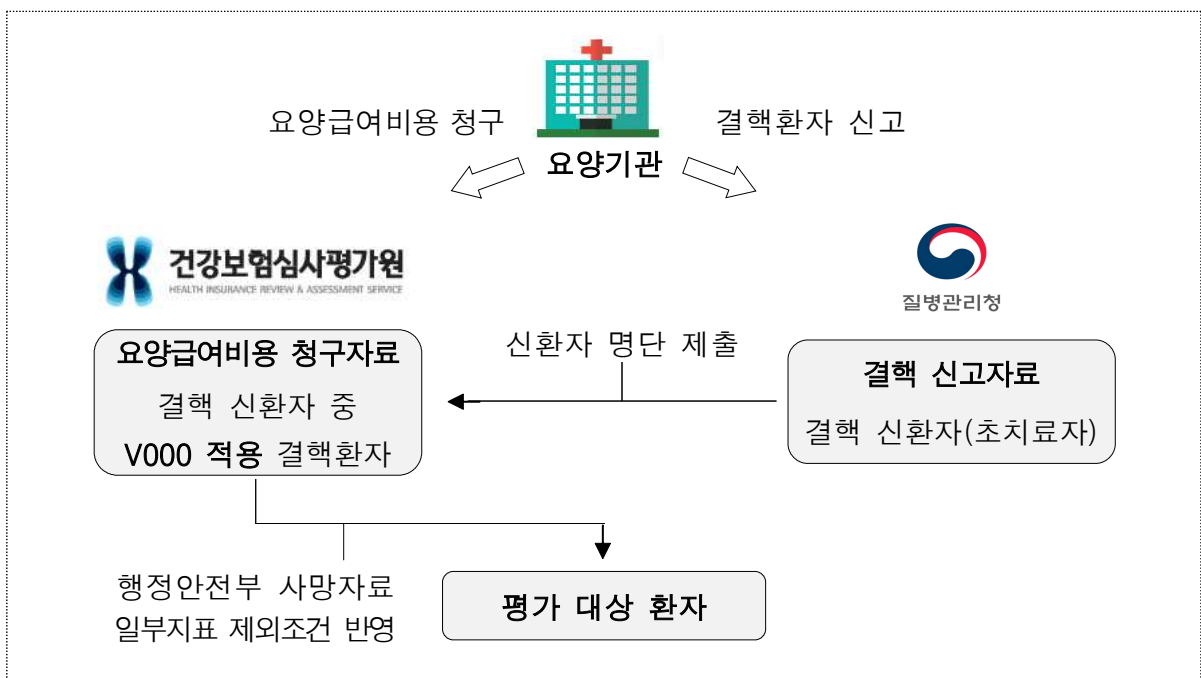 요양급여비용 청구
결핵환자 신고
요양기관
건강보험심사평가원
HEALTH INSURANCE REVIEW & ASSESSMENT SERVICE
질병관리청
요양급여비용 청구자료
결핵 신환자 중
V000 적용 결핵환자
신환자 명단 제출
결핵 신고자료
결핵 신환자(초치료자)
행정안전부 사망자료
일부지표 제외조건 반영
평가 대상 환자